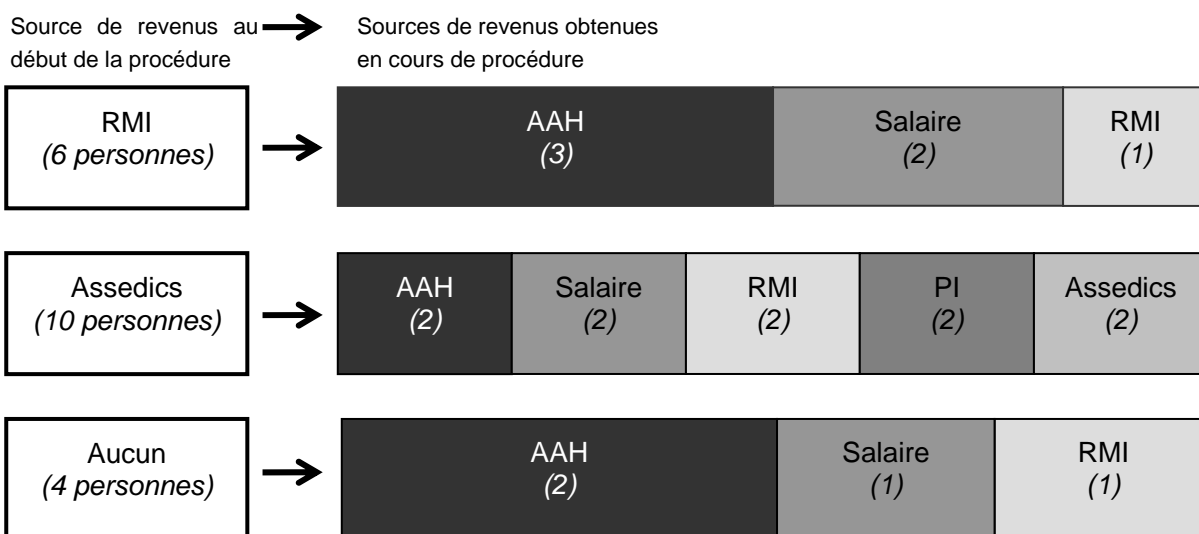 Source de revenus au
début de la procédure
Sources de revenus obtenues
en cours de procédure
RMI
(6 personnes)
AAH
(3)
Salaire
(2)
RMI
(1)
Assedics
(10 personnes)
AAH
(2)
Salaire
(2)
RMI
(2)
PI
(2)
Assedics
(2)
Aucun
(4 personnes)
AAH
(2)
Salaire
(1)
RMI
(1)